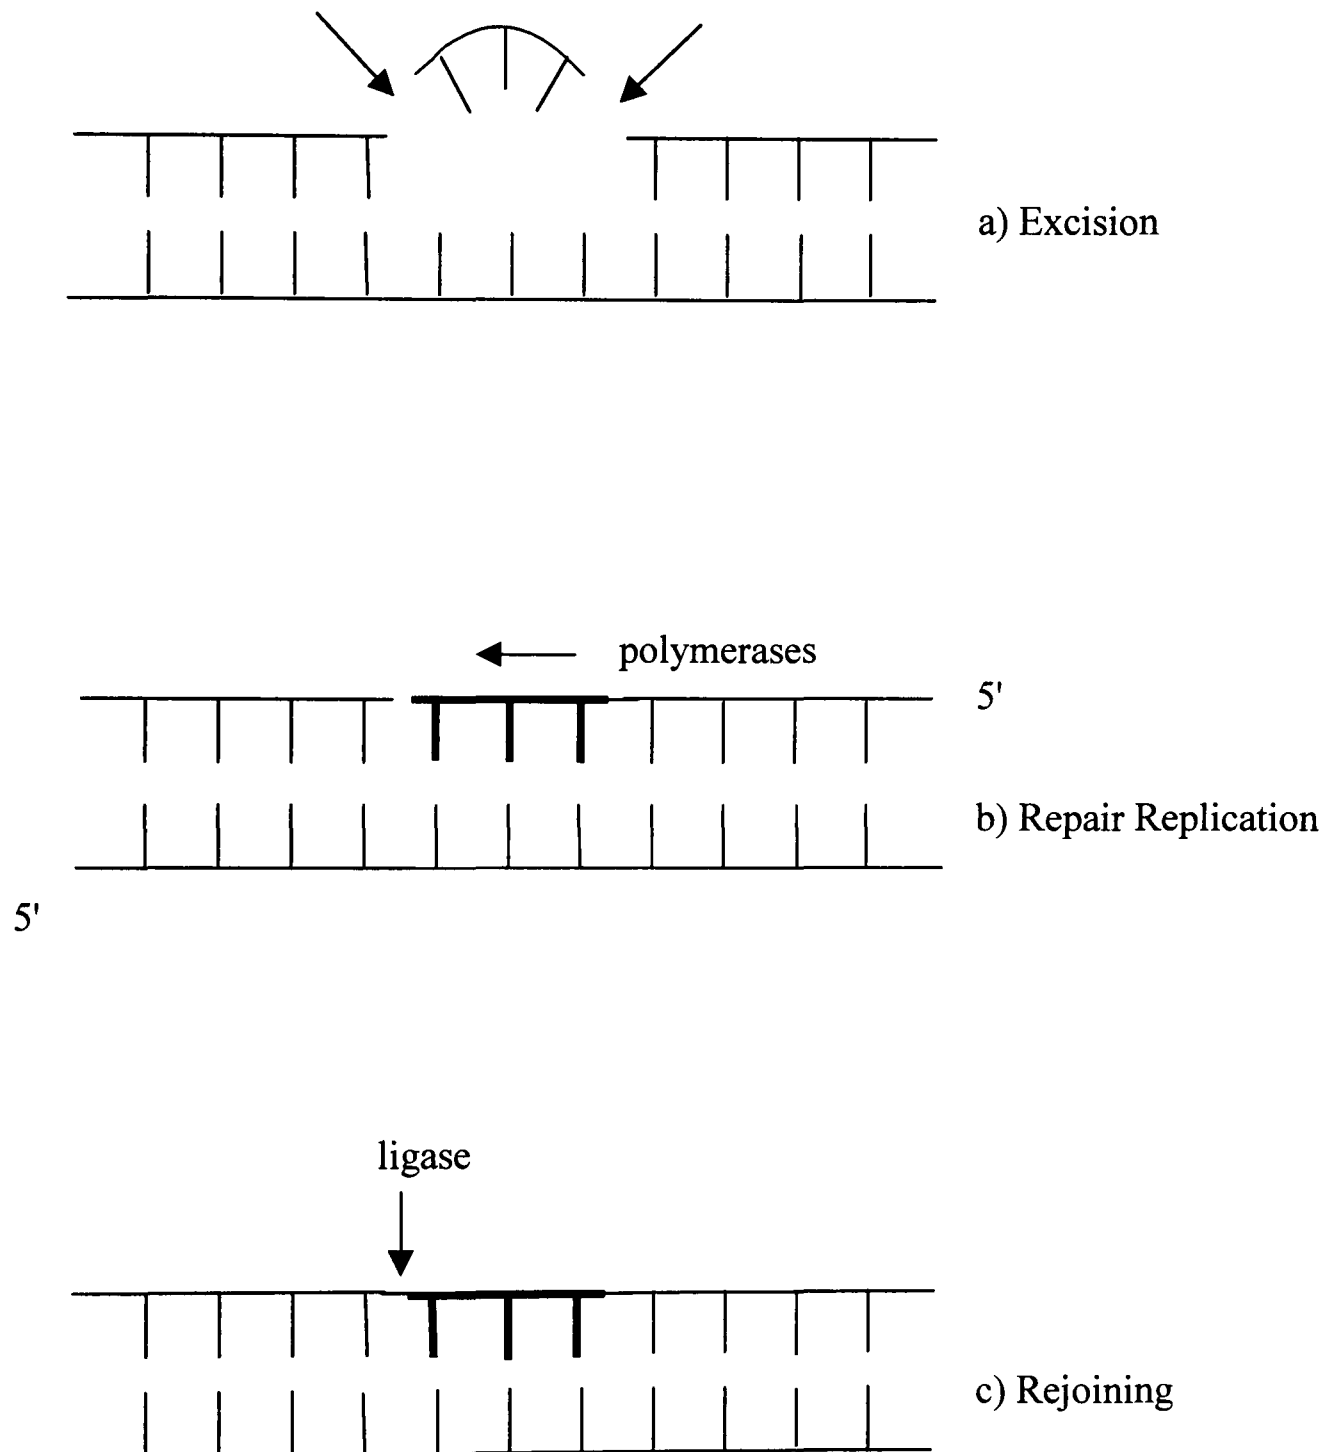 a) Excision
polymerases
5'
b) Repair Replication
5'
ligase
c) Rejoining